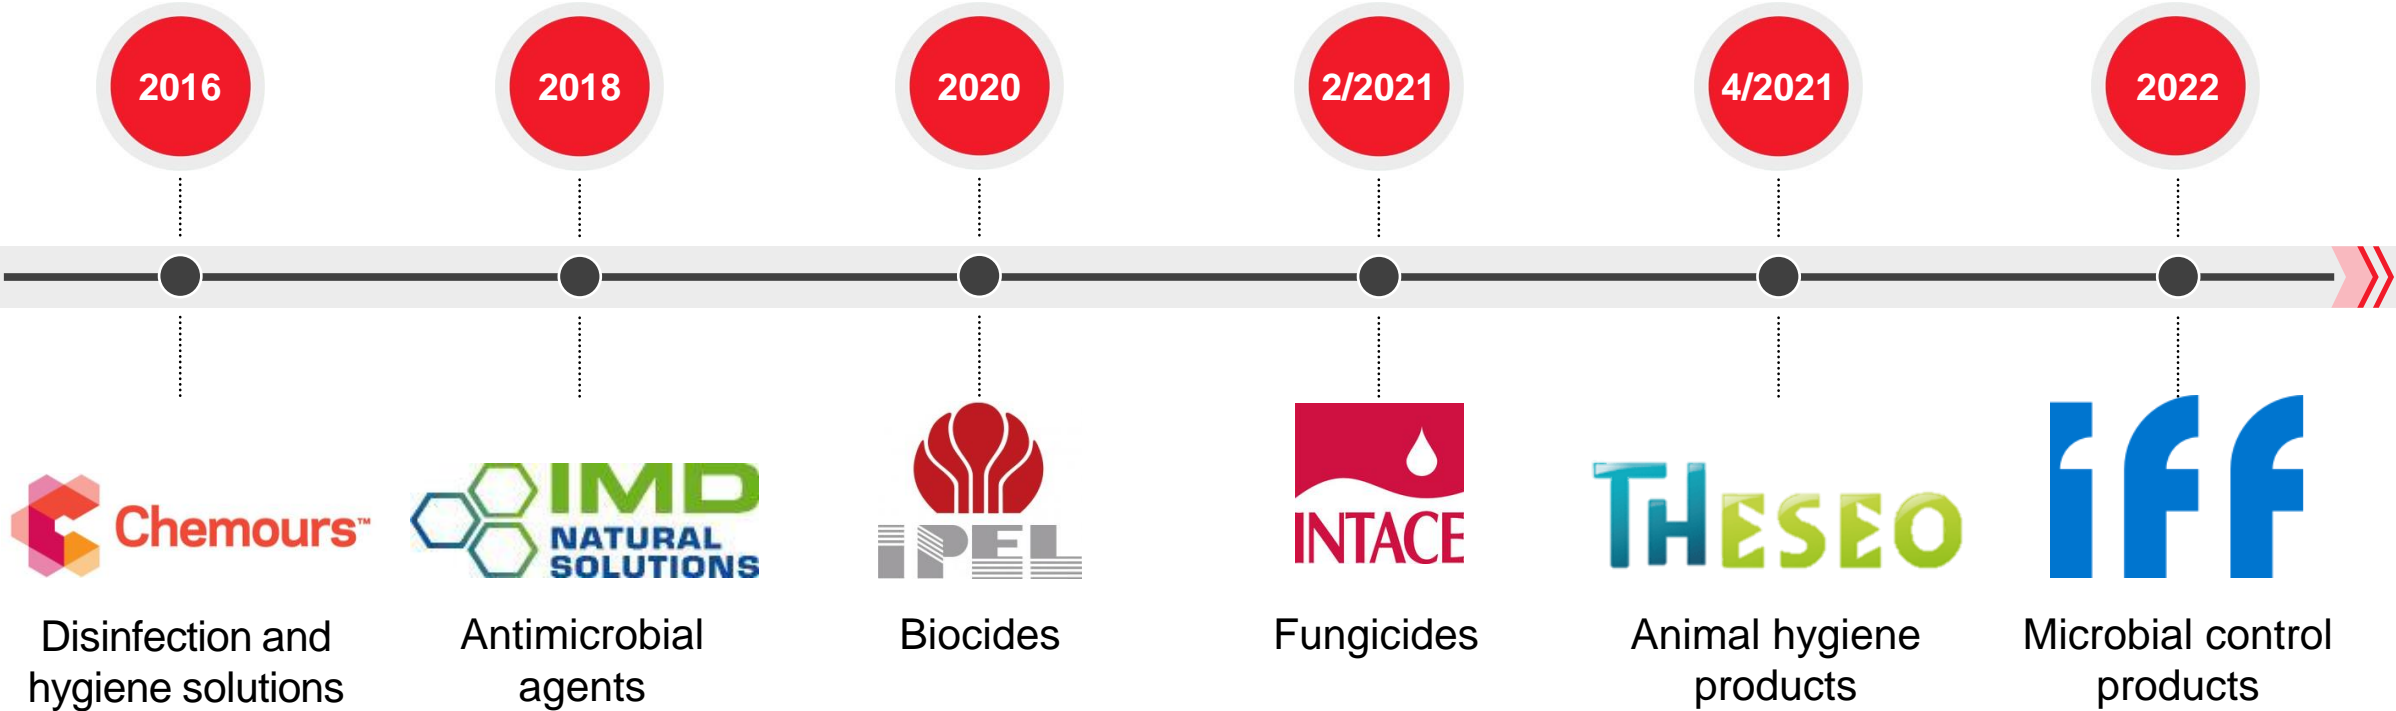 2016
2018
2020
2/2021
4/2021
2022
Chemours™
IMD
NATURAL
SOLUTIONS
IPEL
INTACE
THESEO
iff
Disinfection and
hygiene solutions
Antimicrobial
agents
Biocides
Fungicides
Animal hygiene
products
Microbial control
products